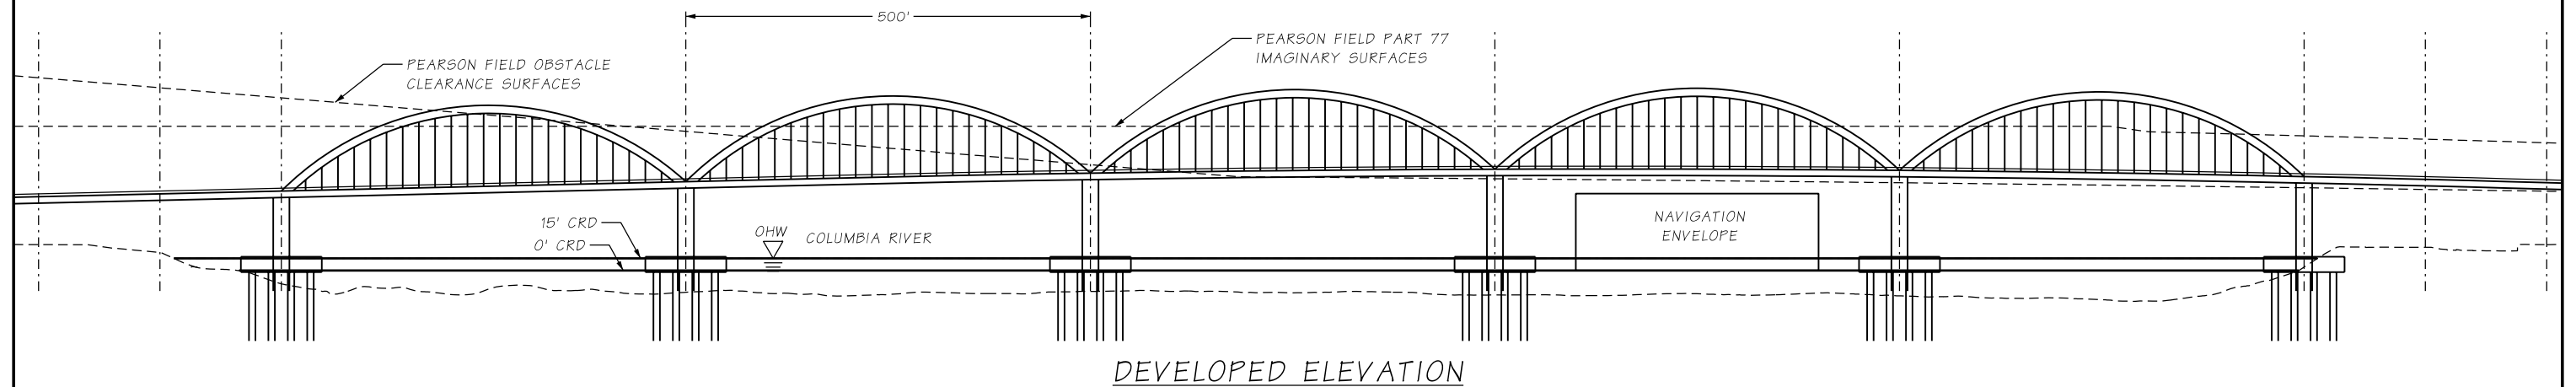 500'
PEARSON FIELD OBSTACLE
CLEARANCE SURFACES
PEARSON FIELD PART 77
IMAGINARY SURFACES
15' CRD
0' CRD
OHW
COLUMBIA RIVER
NAVIGATION
ENVELOPE
DEVELOPED ELEVATION